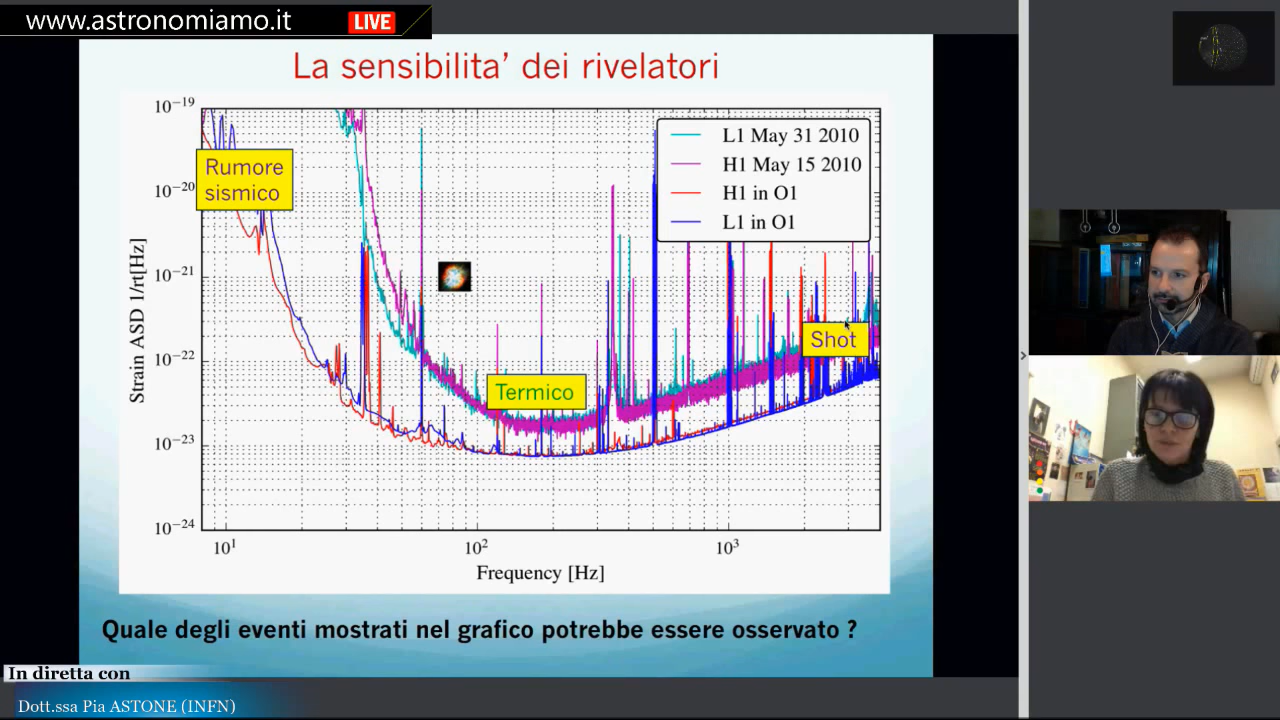 www.astronomiamo.it LIVE
La sensibilita’ dei rivelatori
10−19
10−20
10−21
10−22
10−23
10−24
Strain ASD 1/rt[Hz]
Rumore
sismico
Termico
Shot
L1 May 31 2010
H1 May 15 2010
H1 in O1
L1 in O1
101 102 103
Frequency [Hz]
Quale degli eventi mostrati nel grafico potrebbe essere osservato ?
In diretta con
Dott.ssa Pia ASTONE (INFN)